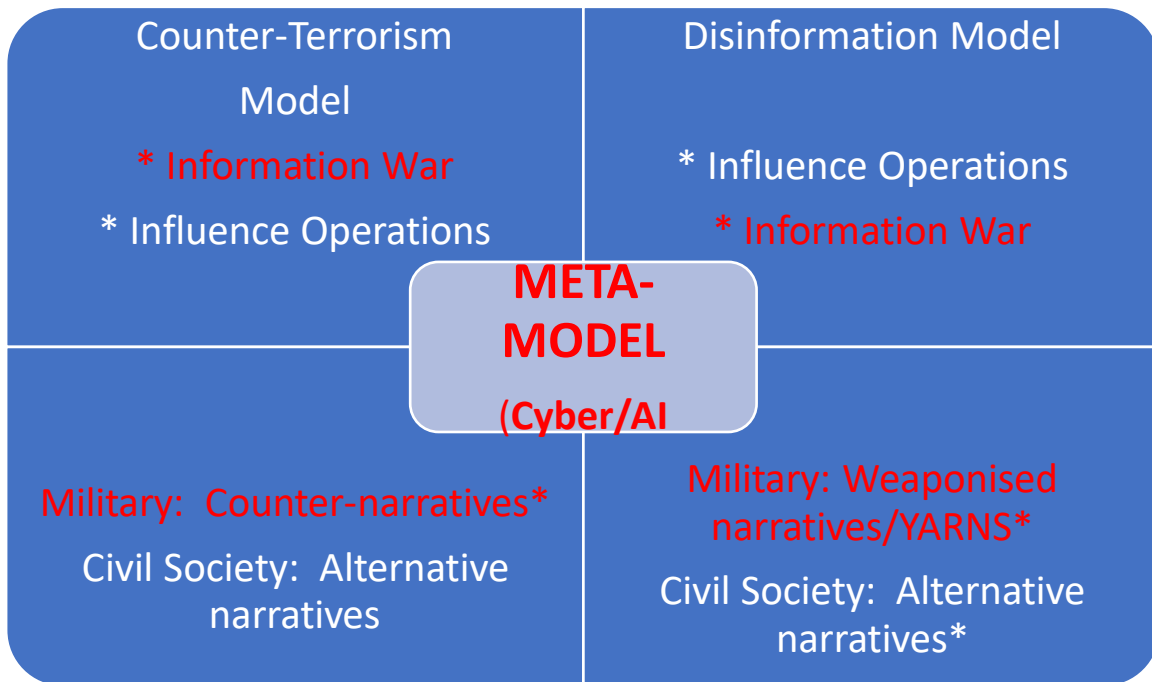 Counter-Terrorism
Model
* Information War
* Influence Operations
Disinformation Model
* Influence Operations
* Information War
META-
MODEL
(Cyber/AI
Military:  Counter-narratives*
Civil Society:  Alternative
narratives
Military: Weaponised
narratives/YARNS*
Civil Society:  Alternative
narratives*